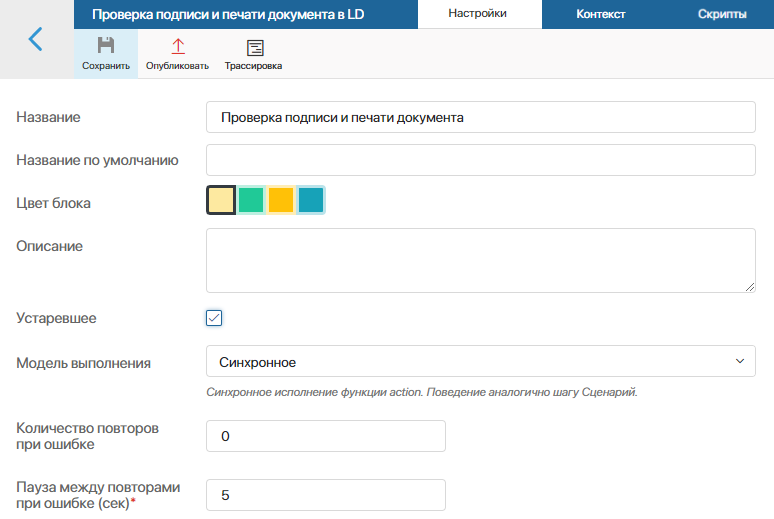 Проверка подписи и печати документа в LD
Настройки
Контекст
Скрипты
Сохранить
Опубликовать
Трассировка
Название
Проверка подписи и печати документа
Название по умолчанию
Цвет блока
Описание
Устаревшее
Модель выполнения
Синхронное
Синхронное исполнение функции action. Поведение аналогично шагу Сценарий.
Количество повторов
при ошибке
0
Пауза между повторами
при ошибке (сек)*
5